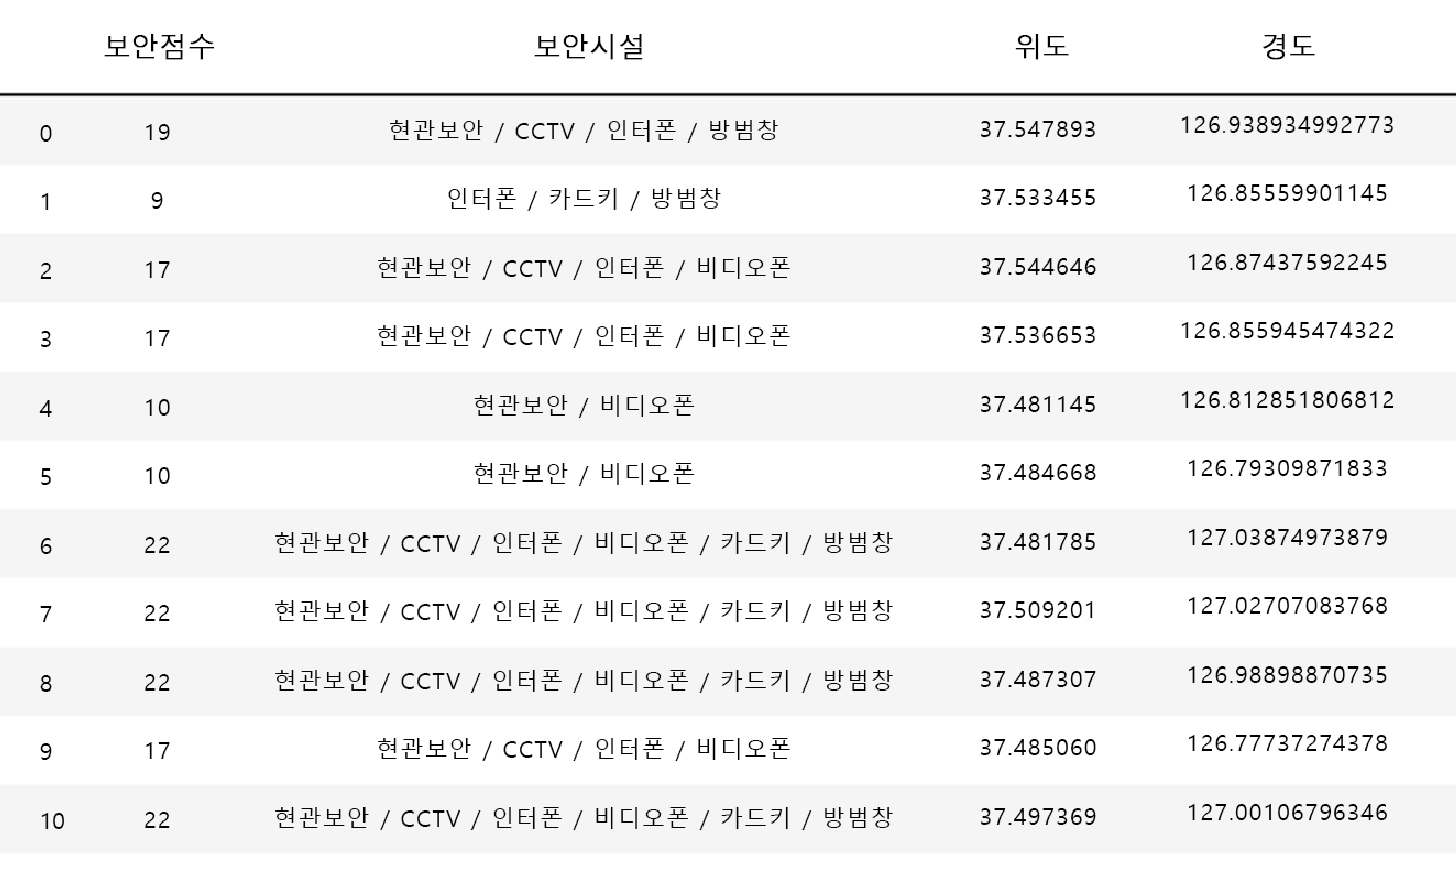 보안점수 보안시설 위도 경도
0 19 현관보안 / CCTV / 인터폰 / 방범창 37.547893 126.938934992773
1 9 인터폰 / 카드키 / 방범창 37.533455 126.85559901145
2 17 현관보안 / CCTV / 인터폰 / 비디오폰 37.544646 126.87437592245
3 17 현관보안 / CCTV / 인터폰 / 비디오폰 37.536653 126.855945474322
4 10 현관보안 / 비디오폰 37.481145 126.812851806812
5 10 현관보안 / 비디오폰 37.484668 126.79309871833
6 22 현관보안 / CCTV / 인터폰 / 비디오폰 / 카드키 / 방범창 37.481785 127.03874973879
7 22 현관보안 / CCTV / 인터폰 / 비디오폰 / 카드키 / 방범창 37.509201 127.02707083768
8 22 현관보안 / CCTV / 인터폰 / 비디오폰 / 카드키 / 방범창 37.487307 126.98898870735
9 17 현관보안 / CCTV / 인터폰 / 비디오폰 37.485060 126.77737274378
10 22 현관보안 / CCTV / 인터폰 / 비디오폰 / 카드키 / 방범창 37.497369 127.00106796346